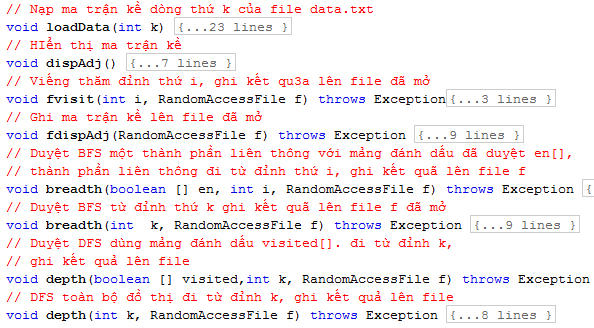 // Nạp ma trận kề dòng thứ k của file data.txt
void loadData(int k) {...23 lines }
// HIển thị ma trận kề
void dispAdj() {...7 lines }
// Viếng thăm đỉnh thứ i, ghi kết qu3a lên file đã mở
void fvisit(int i, RandomAccessFile f) throws Exception{...3 lines }
// Ghi ma trận kề lên file đã mở
void fdispAdj(RandomAccessFile f) throws Exception {...9 lines }
// Duyệt BFS một thành phần liên thông với mảng đánh dấu đã duyệt en[],
// thành phần liên thông đi từ đỉnh thứ i, ghi kết quã lên file f
void breadth(boolean [] en, int i, RandomAccessFile f) throws Exception {
// Duyệt BFS từ đỉnh thứ k ghi kết quã lên file f đã mở
void breadth(int  k, RandomAccessFile f) throws Exception {...9 lines }
// Duyệt DFS dùng mảng đánh dấu visited[]. đi từ đỉnh k,
// ghi kết quả lên file
void depth(boolean [] visited,int k, RandomAccessFile f) throws Exception
// DFS toàn bộ đồ thị đi từ đỉnh k, ghi kết quả lên file
void depth(int k, RandomAccessFile f) throws Exception {...8 lines }